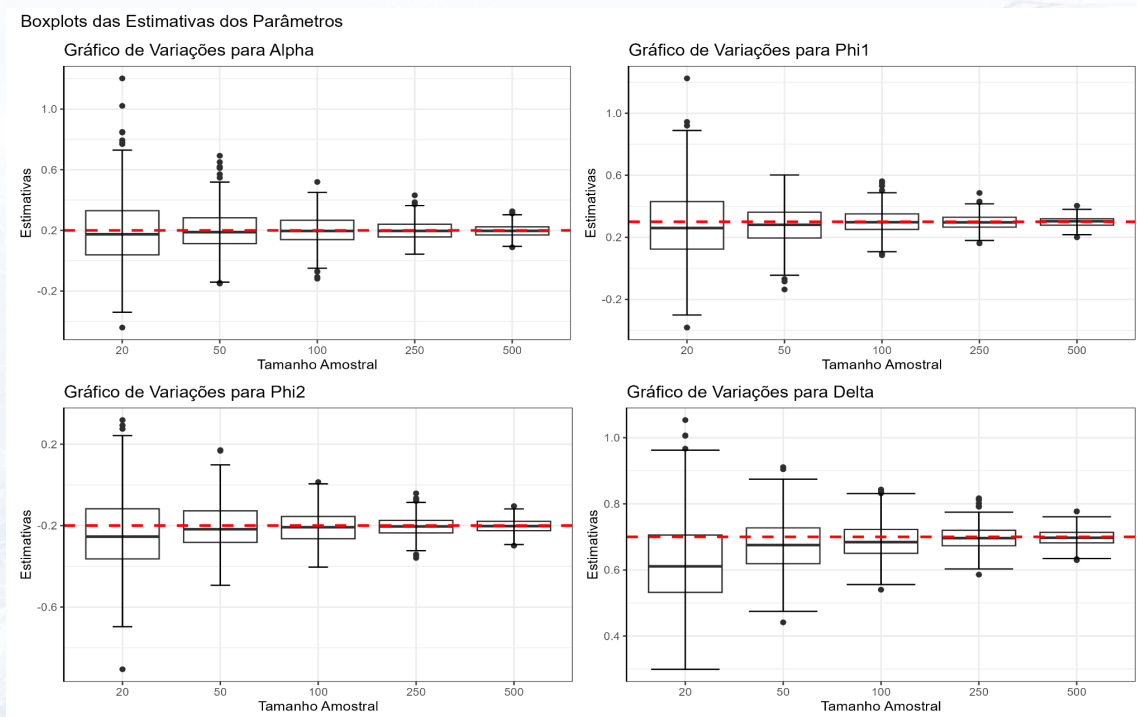 Boxplots das Estimativas dos Parâmetros
Gráfico de Variações para Alpha
Estimativas
1.0
0.6
0.2
-0.2
20 50 100 250 500
Tamanho Amostral
Gráfico de Variações para Phi1
Estimativas
1.0
0.6
0.2
-0.2
20 50 100 250 500
Tamanho Amostral
Gráfico de Variações para Phi2
Estimativas
0.2
-0.2
-0.6
20 50 100 250 500
Tamanho Amostral
Gráfico de Variações para Delta
Estimativas
1.0
0.8
0.6
0.4
20 50 100 250 500
Tamanho Amostral